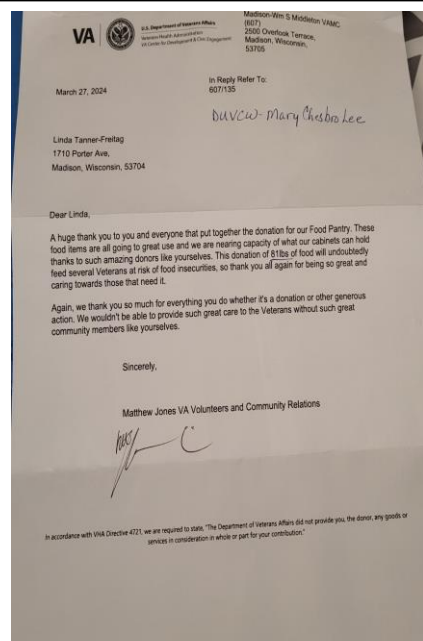 VA
U.S. Department of Veterans Affairs
Veterans Health Administration
VA Center for Development & Civic Engagement
Madison-Wm S Middleton VAMC
(607)
2500 Overlook Terrace,
Madison, Wisconsin,
53705
March 27, 2024
In Reply Refer To:
607/135
DUVCW- Mary Chesbro Lee
Linda Tanner-Freitag
1710 Porter Ave,
Madison, Wisconsin, 53704
Dear Linda,
A huge thank you to you and everyone that put together the donation for our Food Pantry. These
food items are all going to great use and we are nearing capacity of what our cabinets can hold
thanks to such amazing donors like yourselves. This donation of 81lbs of food will undoubtedly
feed several Veterans at risk of food insecurities, so thank you all again for being so great and
caring towards those that need it.
Again, we thank you so much for everything you do whether it's a donation or other generous
action. We wouldn't be able to provide such great care to the Veterans without such great
community members like yourselves.
Sincerely,
Matthew Jones VA Volunteers and Community Relations
In accordance with VHA Directive 4721, we are required to state, "The Department of Veterans Affairs did not provide you, the donor, any goods or
services in consideration in whole or part for your contribution."